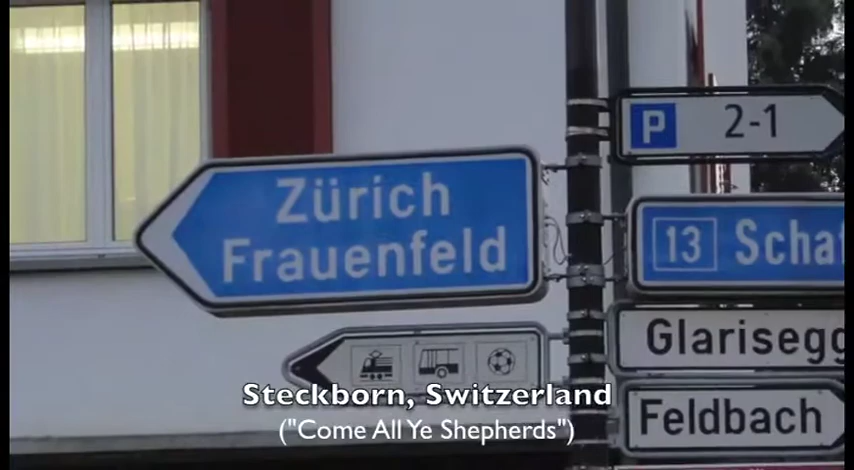 Zürich
Frauenfeld
P 2-1
13 Schaf
Glarisegg
Feldbach
Steckborn, Switzerland
("Come All Ye Shepherds")